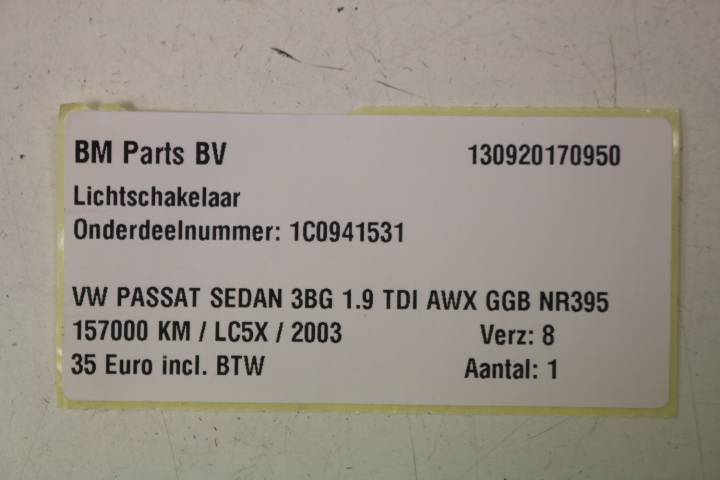 BM Parts BV 130920170950
Lichtschakelaar
Onderdeelnummer: 1C0941531
VW PASSAT SEDAN 3BG 1.9 TDI AWX GGB NR395
157000 KM / LC5X / 2003 Verz: 8
35 Euro incl. BTW Aantal: 1